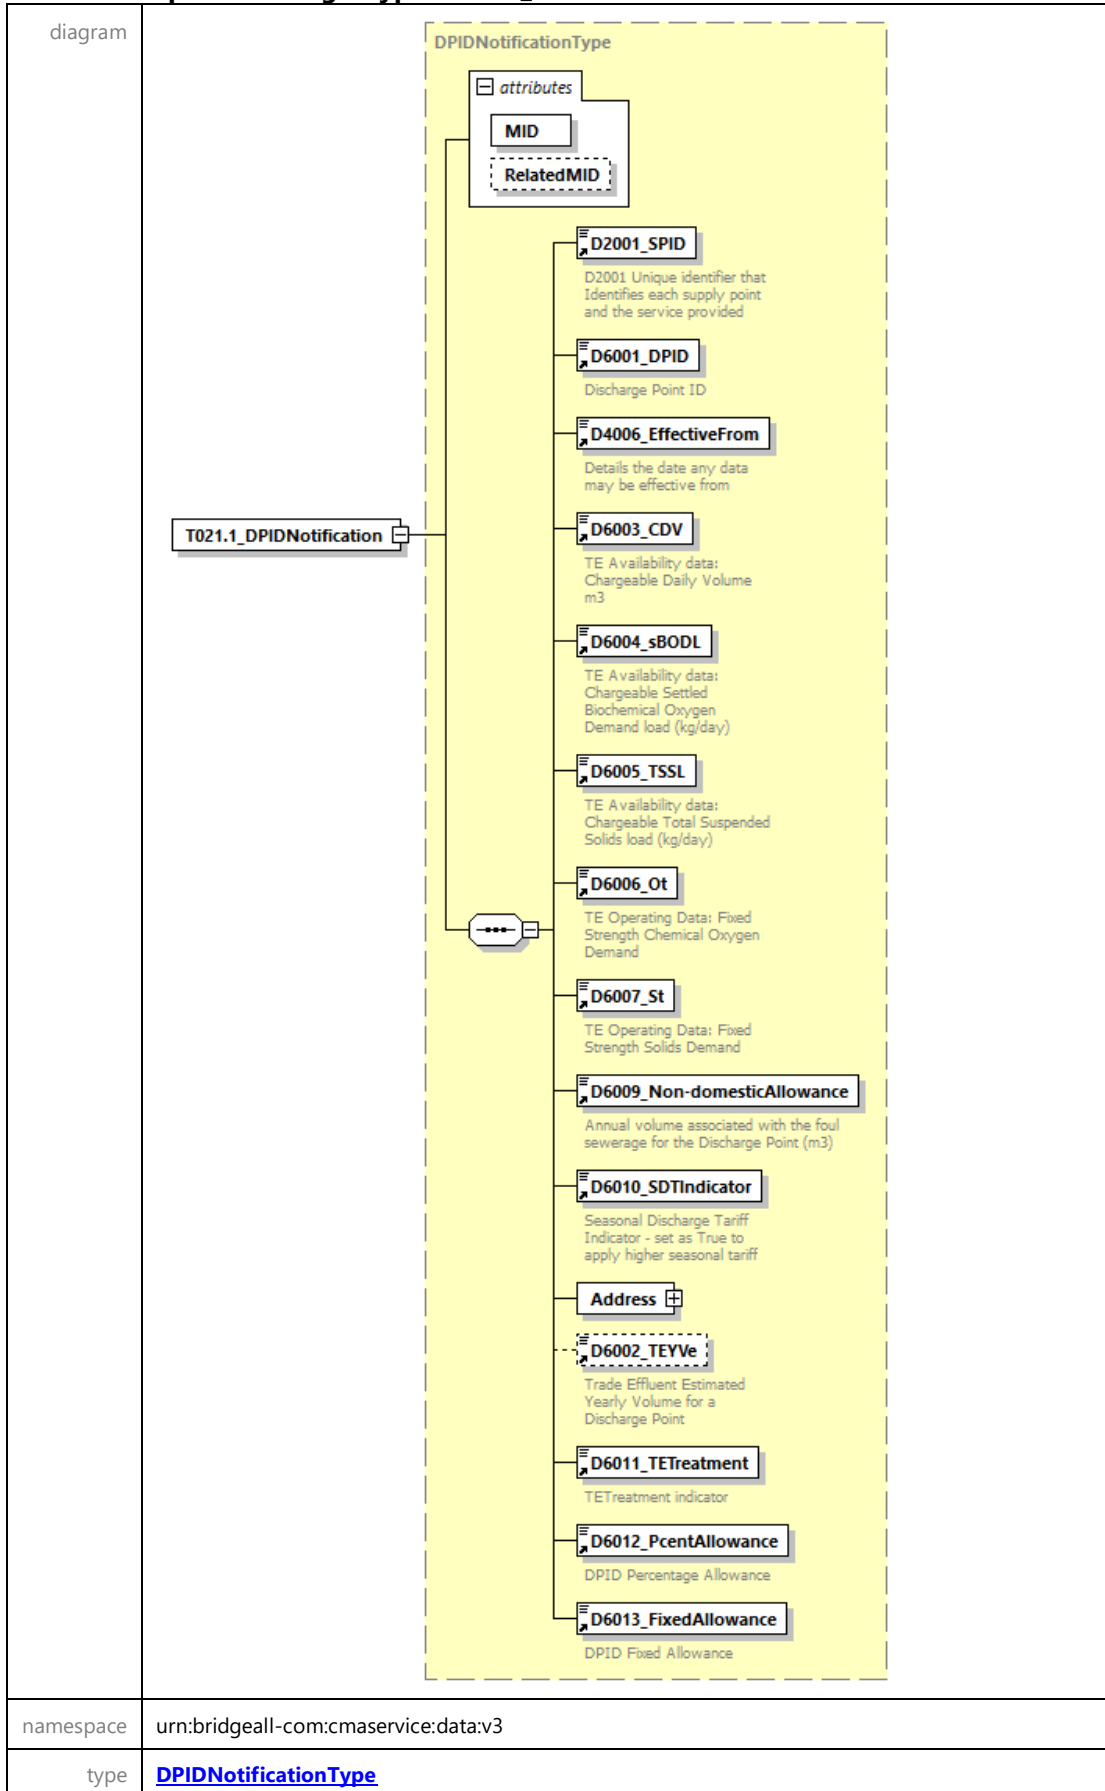 diagram
DPIDNotificationType
attributes
MID
RelatedMID
D2001_SPID
D2001 Unique identifier that
Identifies each supply point
and the service provided
D6001_DPID
Discharge Point ID
D4006_EffectiveFrom
Details the date any data
may be effective from
T021.1_DPIDNotification
D6003_CDV
TE Availability data:
Chargeable Daily Volume
m3
D6004_sBODL
TE Availability data:
Chargeable Settled
Biochemical Oxygen
Demand load (kg/day)
D6005_TSSL
TE Availability data:
Chargeable Total Suspended
Solids load (kg/day)
D6006_Ot
TE Operating Data: Fixed
Strength Chemical Oxygen
Demand
D6007_St
TE Operating Data: Fixed
Strength Solids Demand
D6009_Non-domesticAllowance
Annual volume associated with the foul
sewerage for the Discharge Point (m3)
D6010_SDTIndicator
Seasonal Discharge Tariff
Indicator - set as True to
apply higher seasonal tariff
Address
D6002_TEYVe
Trade Effluent Estimated
Yearly Volume for a
Discharge Point
D6011_TETreatment
TETreatment indicator
D6012_PcentAllowance
DPID Percentage Allowance
D6013_FixedAllowance
DPID Fixed Allowance
namespace
urn:bridgeall-com:cmaservice:data:v3
type
DPIDNotificationType